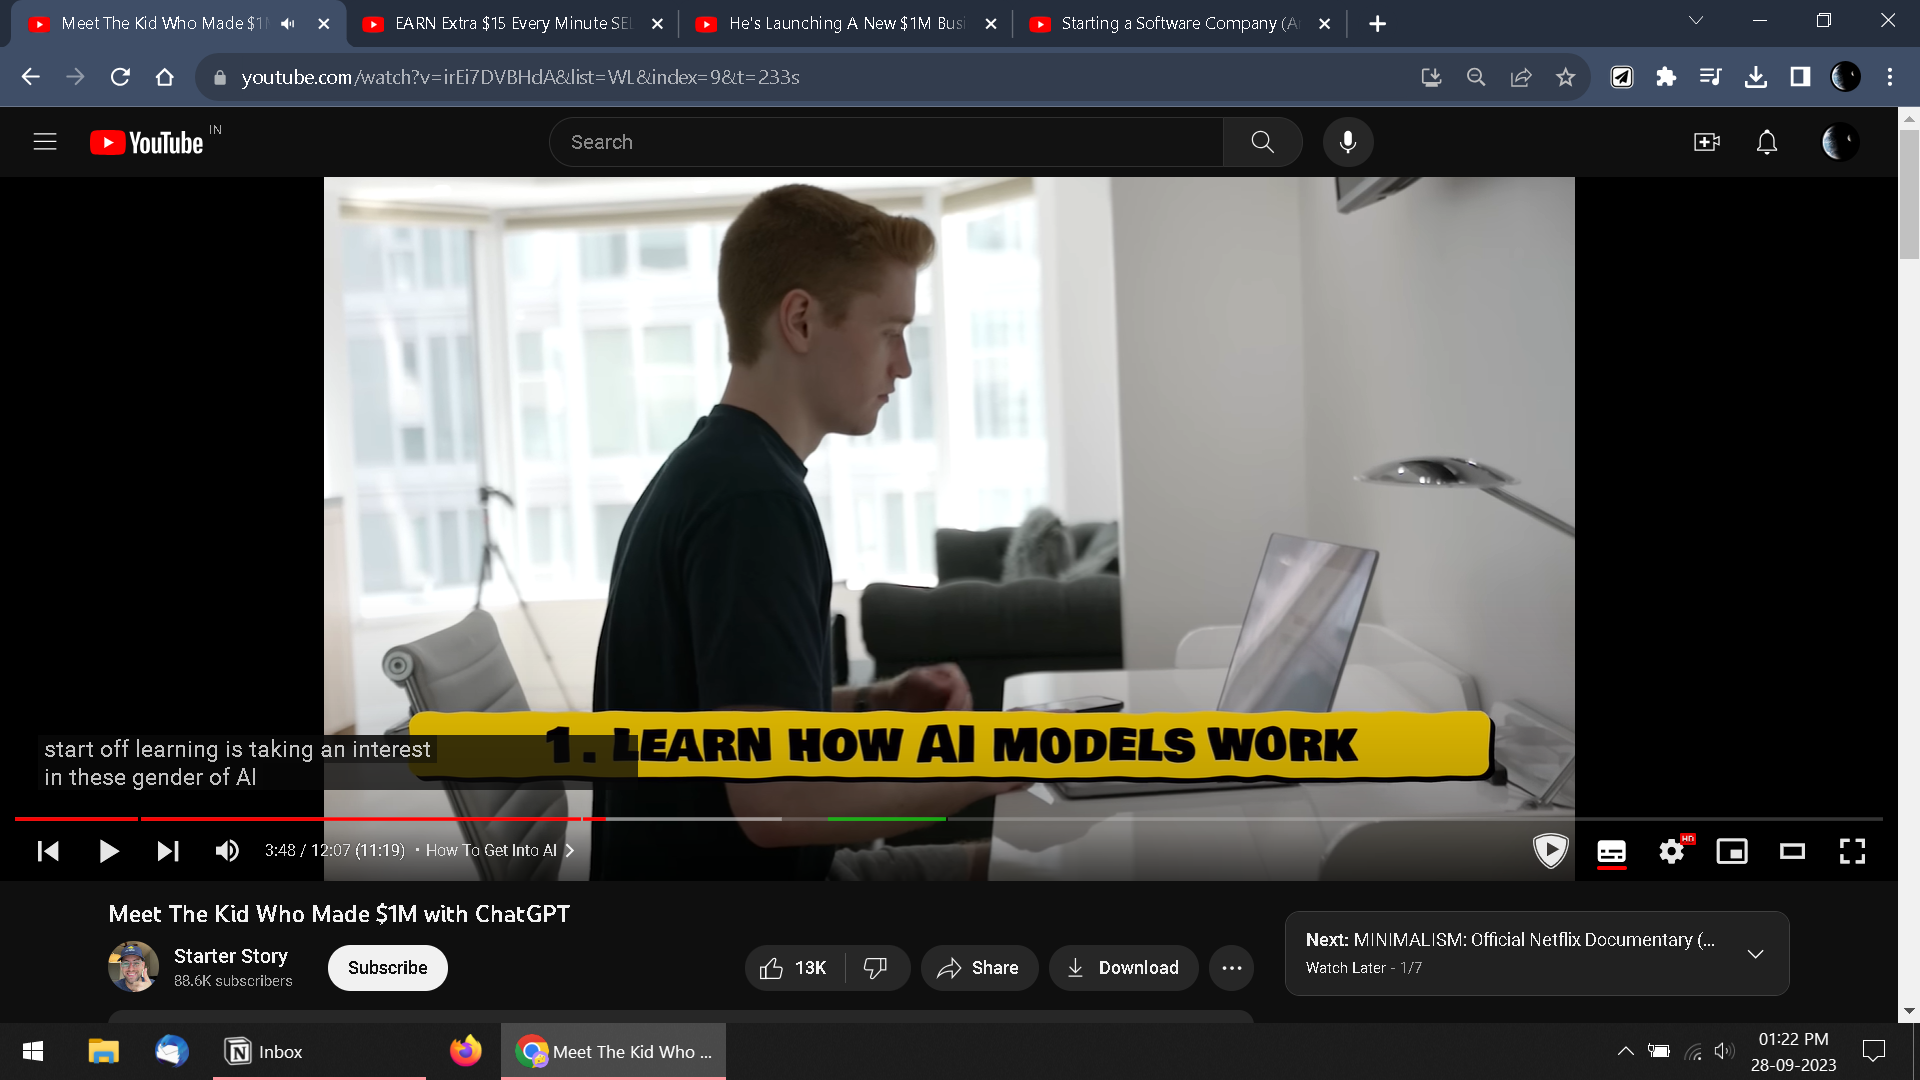 Meet The Kid Who Made $1M
EARN Extra $15 Every Minute SEL
He's Launching A New $1M Busi
Starting a Software Company (A
youtube.com/watch?v=irEi7DVBHdA&list=WL&index=9&t=233s
YouTube IN
Search
1. LEARN HOW AI MODELS WORK
start off learning is taking an interest
in these gender of AI
3:48 / 12:07 (11:19) • How To Get Into AI
HD
Meet The Kid Who Made $1M with ChatGPT
Starter Story
88.6K subscribers
Subscribe
13K
Share
Download
Next: MINIMALISM: Official Netflix Documentary (...
Watch Later - 1/7
Inbox
Meet The Kid Who ...
01:22 PM
28-09-2023